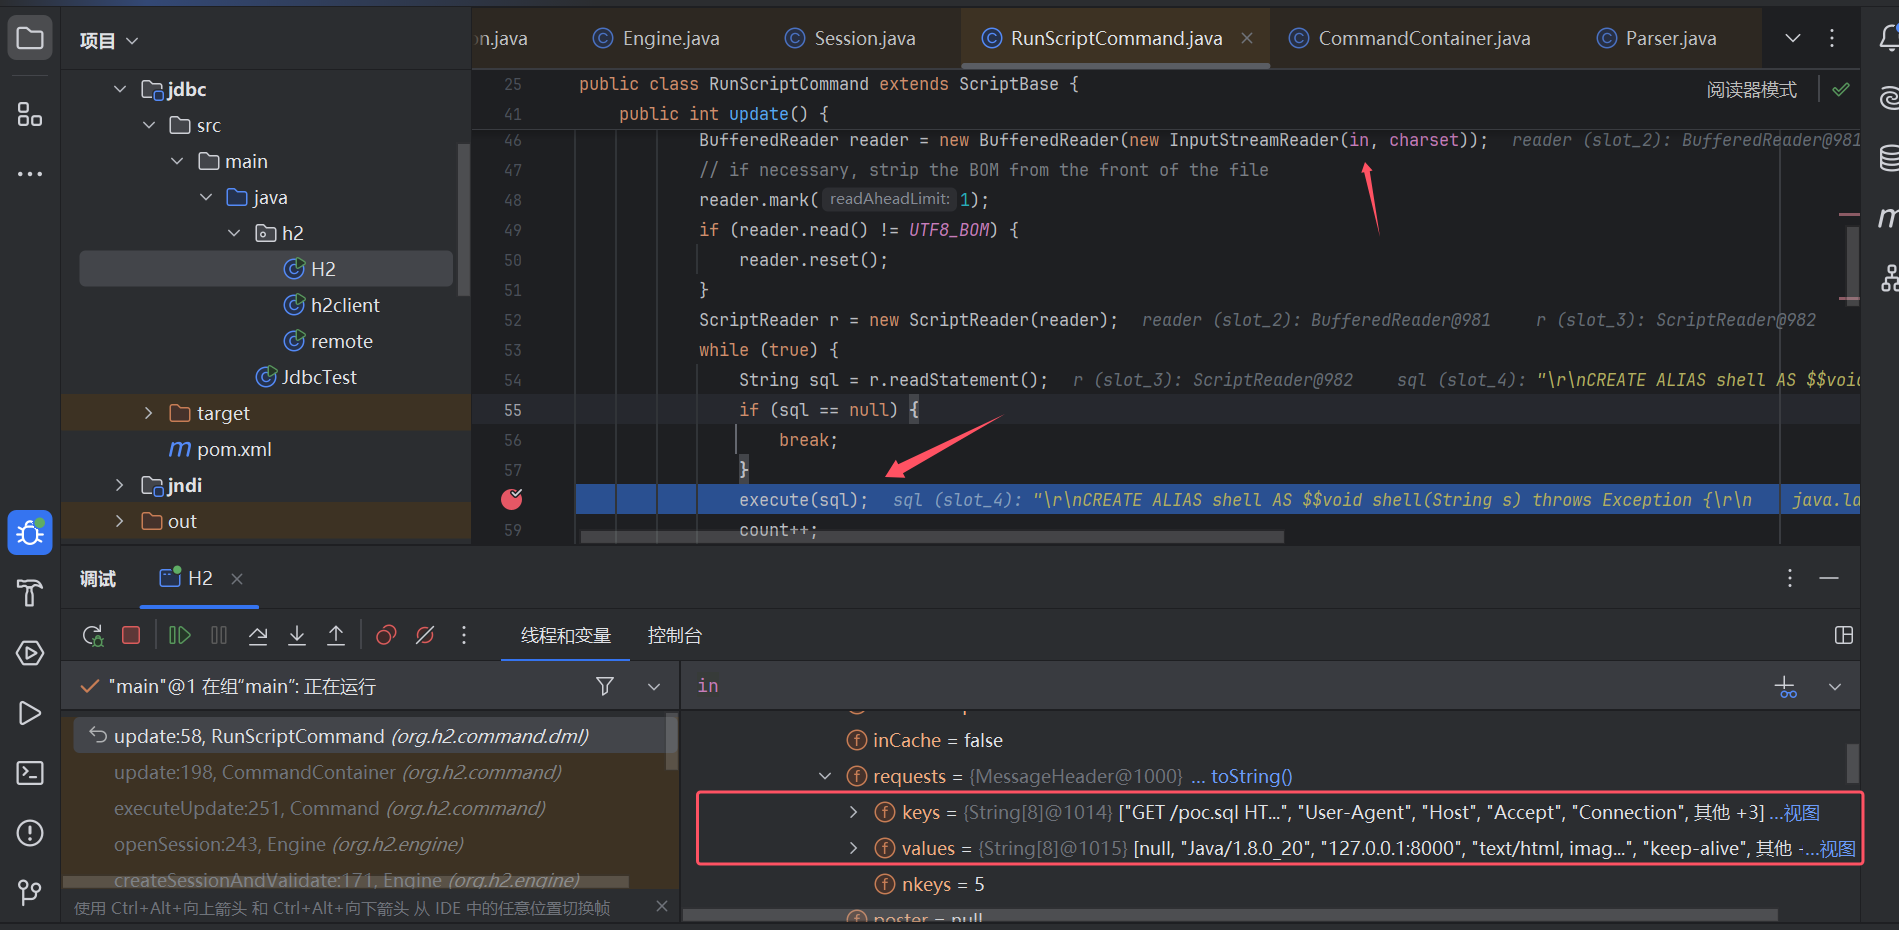 项目
n.java
Engine.java
Session.java
RunScriptCommand.java
CommandContainer.java
Parser.java
jdbc
src
main
java
h2
H2
h2client
remote
JdbcTest
target
pom.xml
jndi
out
阅读器模式
25 public class RunScriptCommand extends ScriptBase {
41 public int update() {
46 BufferedReader reader = new BufferedReader(new InputStreamReader(in, charset)); reader (slot_2): BufferedReader@981
47 // if necessary, strip the BOM from the front of the file
48 reader.mark( readAheadLimit: 1);
49 if (reader.read() != UTF8_BOM) {
50 reader.reset();
51 }
52 ScriptReader r = new ScriptReader(reader); reader (slot_2): BufferedReader@981 r (slot_3): ScriptReader@982
53 while (true) {
54 String sql = r.readStatement(); r (slot_3): ScriptReader@982 sql (slot_4): "\r\nCREATE ALIAS shell AS $$void
55 if (sql == null) {
56 break;
57 }
execute(sql); sql (slot_4): "\r\nCREATE ALIAS shell AS $$void shell(String s) throws Exception {\r\n java.la
59 count++;
调试
H2
线程和变量
控制台
"main"@1 在组“main”: 正在运行
update:58, RunScriptCommand (org.h2.command.dml)
update:198, CommandContainer (org.h2.command)
executeUpdate:251, Command (org.h2.command)
openSession:243, Engine (org.h2.engine)
createSessionAndValidate:171, Engine (org.h2.engine)
使用 Ctrl+Alt+向上箭头 和 Ctrl+Alt+向下箭头 从 IDE 中的任意位置切换帧
in
inCache = false
requests = {MessageHeader@1000} ... toString()
keys = {String[8]@1014} ["GET /poc.sql HT...", "User-Agent", "Host", "Accept", "Connection", 其他 +3] ...视图
values = {String[8]@1015} [null, "Java/1.8.0_20", "127.0.0.1:8000", "text/html, imag...", "keep-alive", 其他 +...视图
nkeys = 5
poster = null